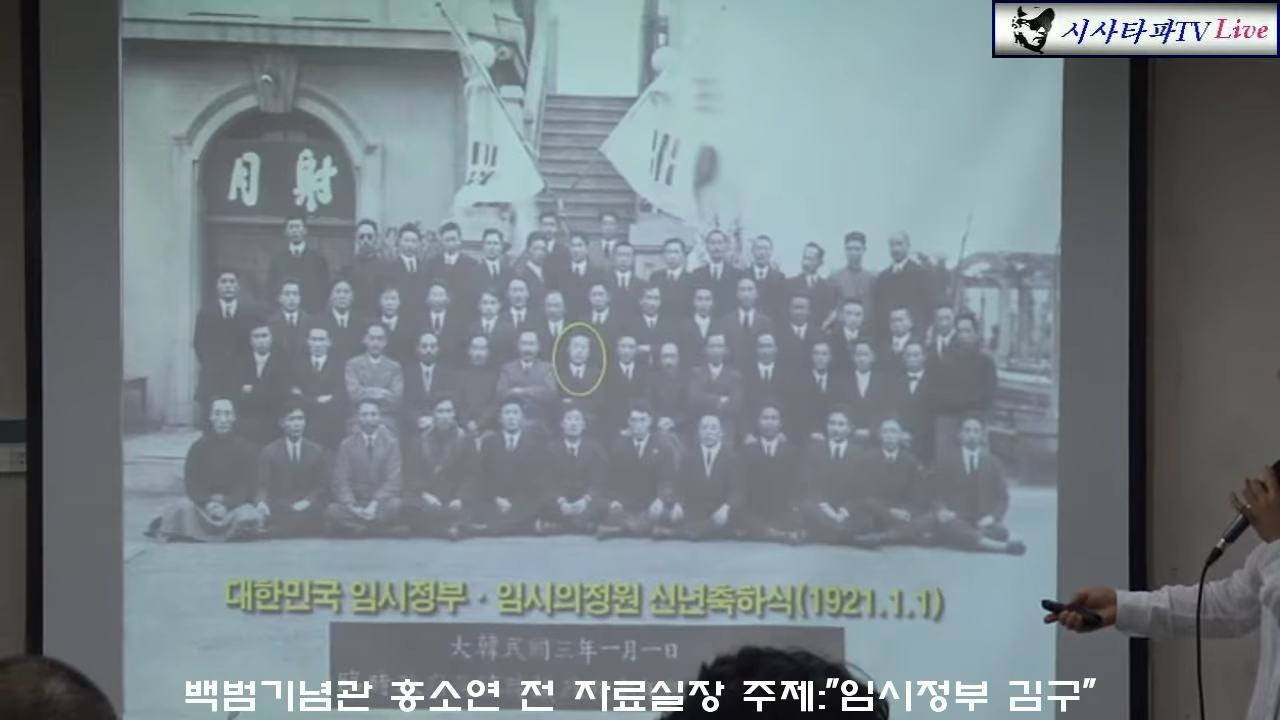 시사타파TV Live
月 射
대한민국 임시정부 · 임시의정원 신년축하식(1921.1.1)
大韓民國三年一月一日
백범기념관 홍소연 전 자료실장 주제:"임시정부 김구"